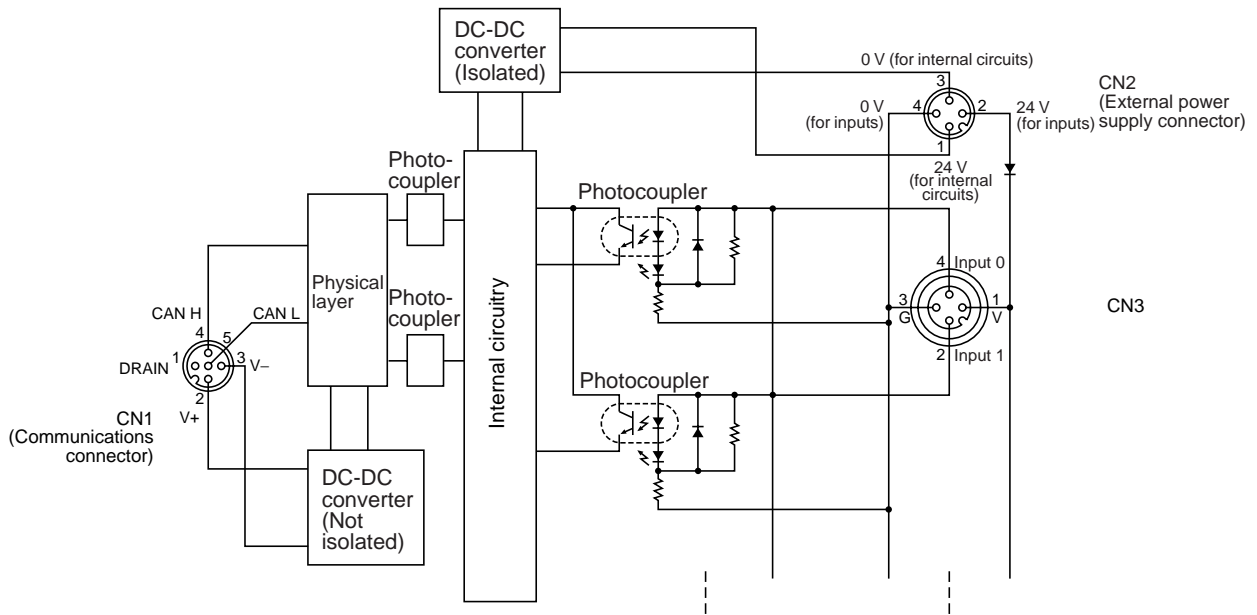 DC-DC
converter
(Isolated)
0 V (for internal circuits)
3
CN2
(External power
supply connector)
0 V
(for inputs)
4
2
24 V
(for inputs)
1
24 V
(for internal
circuits)
Photo-
coupler
Photocoupler
Physical
layer
Internal circuitry
4
Input 0
Photo-
coupler
3
G
1
V
CN3
CAN H
CAN L
4
5
DRAIN
1
3
V–
2
Input 1
2
V+
Photocoupler
CN1
(Communications
connector)
DC-DC
converter
(Not
isolated)